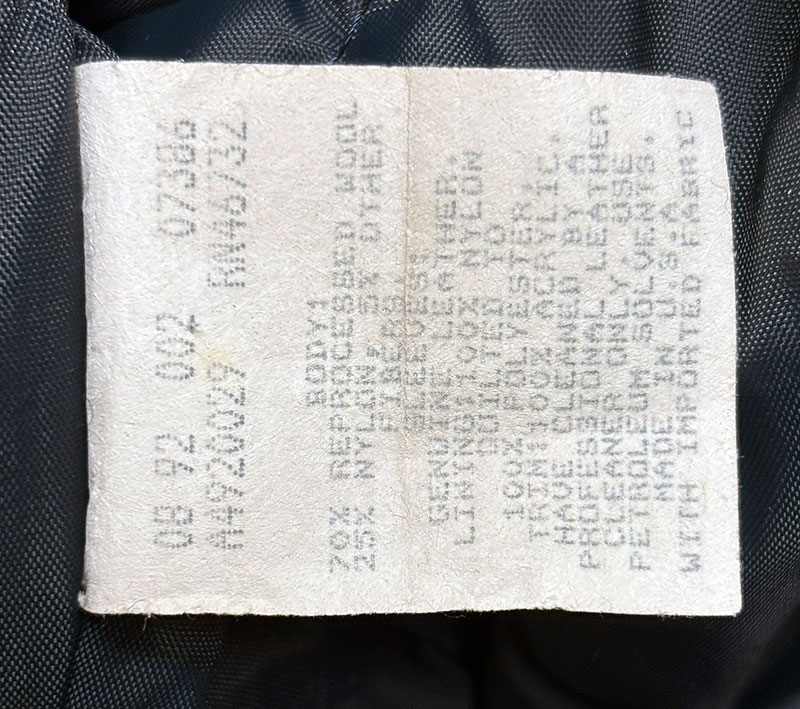 08 92 002 07386
A4920029 RN46732
BODY:
70% REPROCESSED WOOL
25% NYLON, 5% OTHER
FIBERS
SLEEVES:
GENUINE LEATHER.
LINING:100% NYLON
QUILTED TO
100% POLYESTER.
TRIM:100% ACRYLIC.
HAVE CLEANED BY A
PROFESSIONAL LEATHER
CLEANER ONLY. USE
PETROLEUM SOLVENTS.
MADE IN U.S.A
WITH IMPORTED FABRIC